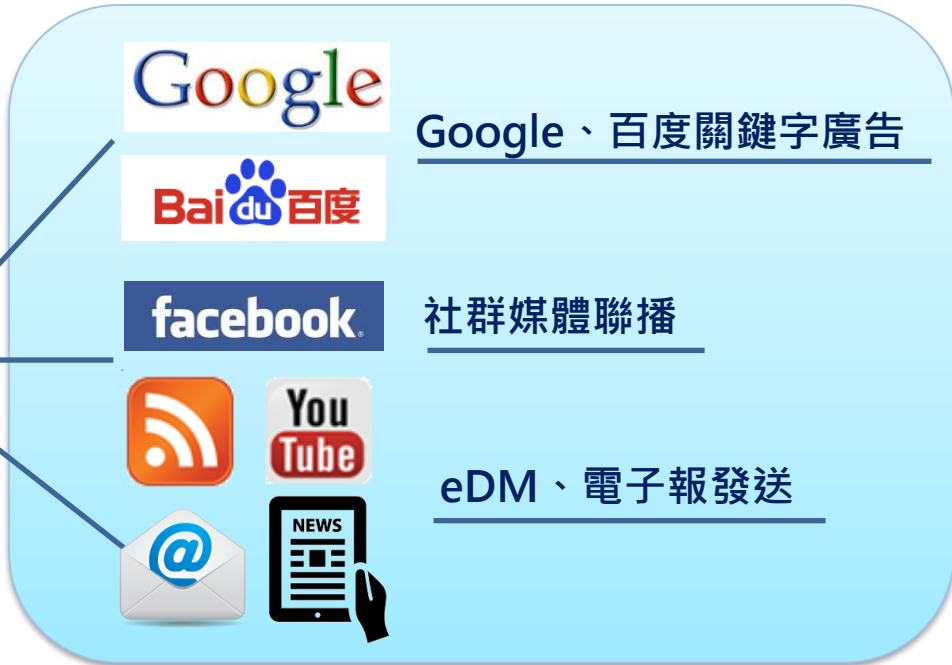 Google
Google、百度關鍵字廣告
Bai du 百度
facebook.
社群媒體聯播
You
Tube
eDM、電子報發送
@
NEWS